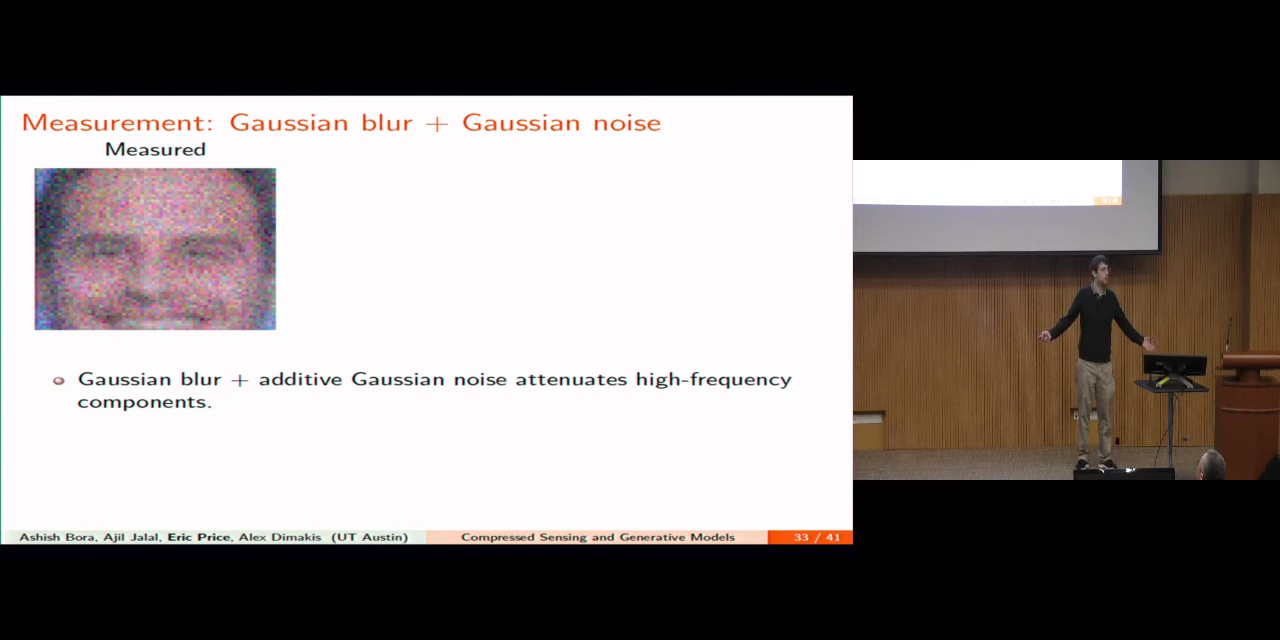 Measurement: Gaussian blur + Gaussian noise
Measured
Gaussian blur + additive Gaussian noise attenuates high-frequency
components.
Ashish Bora, Ajil Jalal, Eric Price, Alex Dimakis (UT Austin)
Compressed Sensing and Generative Models
33 / 41